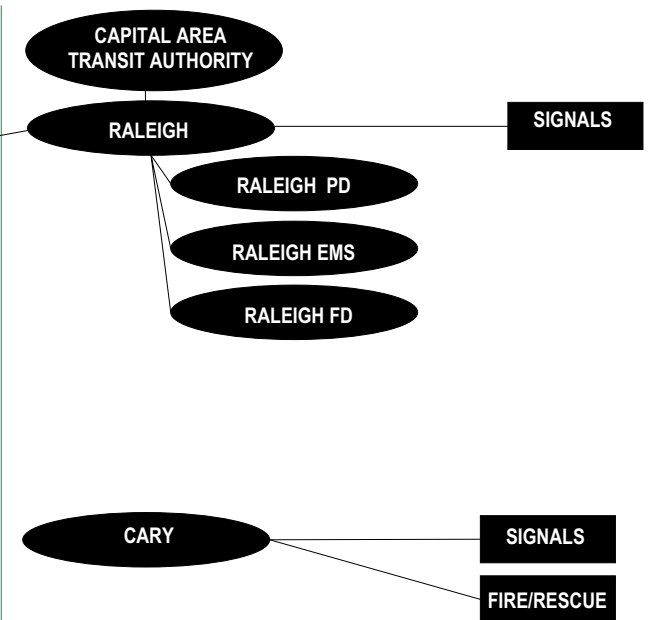 CAPITAL AREA
TRANSIT AUTHORITY
RALEIGH
SIGNALS
RALEIGH PD
RALEIGH EMS
RALEIGH FD
CARY
SIGNALS
FIRE/RESCUE